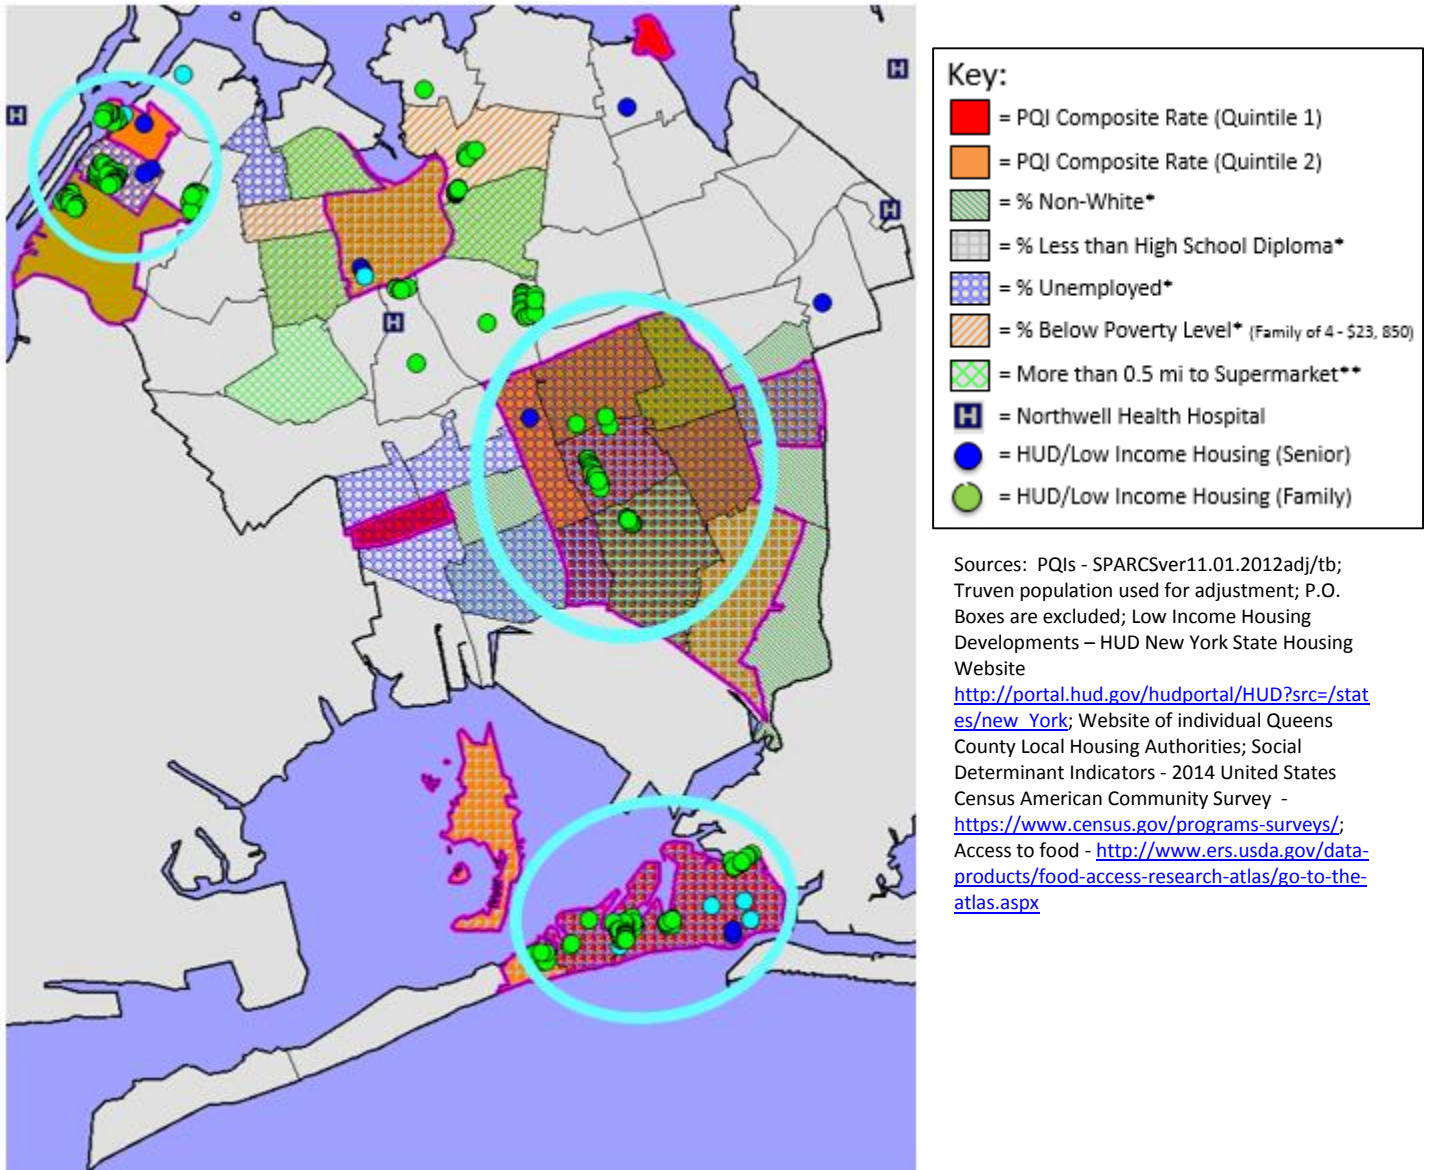 H
H
H
H
Key:
= PQI Composite Rate (Quintile 1)
= PQI Composite Rate (Quintile 2)
= % Non-White*
= % Less than High School Diploma*
= % Unemployed*
= % Below Poverty Level* (Family of 4 - $23, 850)
= More than 0.5 mi to Supermarket**
H = Northwell Health Hospital
= HUD/Low Income Housing (Senior)
= HUD/Low Income Housing (Family)
Sources: PQIs - SPARCSver11.01.2012adj/tb;
Truven population used for adjustment; P.O.
Boxes are excluded; Low Income Housing
Developments – HUD New York State Housing
Website
http://portal.hud.gov/hudportal/HUD?src=/stat
es/new_York; Website of individual Queens
County Local Housing Authorities; Social
Determinant Indicators - 2014 United States
Census American Community Survey -
https://www.census.gov/programs-surveys/;
Access to food - http://www.ers.usda.gov/data-
products/food-access-research-atlas/go-to-the-
atlas.aspx